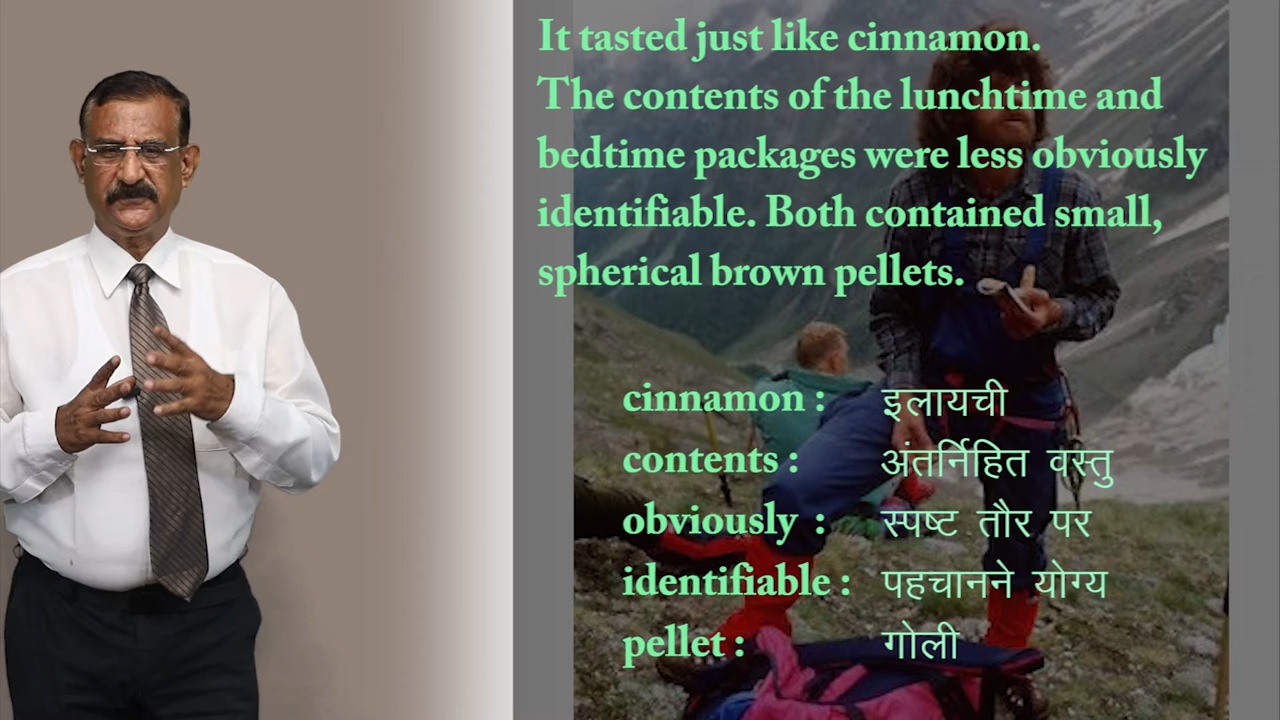 It tasted just like cinnamon.
The contents of the lunchtime and
bedtime packages were less obviously
identifiable. Both contained small,
spherical brown pellets.
cinnamon : इलायची
contents : अंतर्निहित वस्तु
obviously : स्पष्ट तौर पर
identifiable : पहचानने योग्य
pellet : गोली